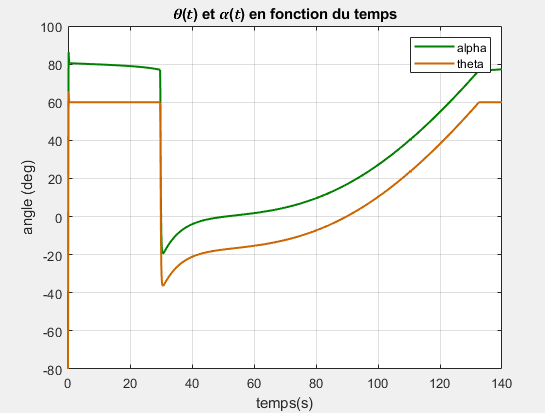 θ(t) et α(t) en fonction du temps
100
80
60
40
20
0
-20
-40
-60
-80
angle (deg)
alpha
theta
0 20 40 60 80 100 120 140
temps(s)